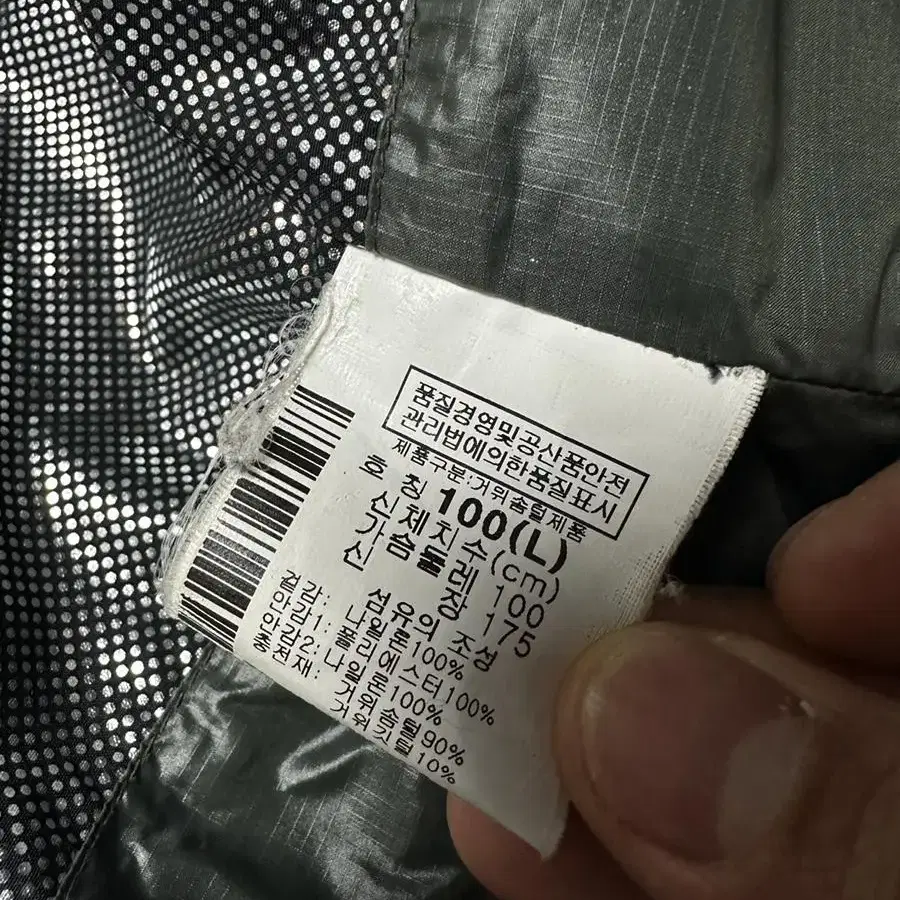 품질경영및공산품안전
관리법에의한품질표시
제품구분:거위솜털제품
호 칭 100(L)
신체치수(cm)
가슴둘레 100
신 장 175
섬유의 조성
겉감: 나일론100%
안감1: 폴리에스터100%
안감2: 나일론100%
충전재: 거위솜털90%
거위깃털10%